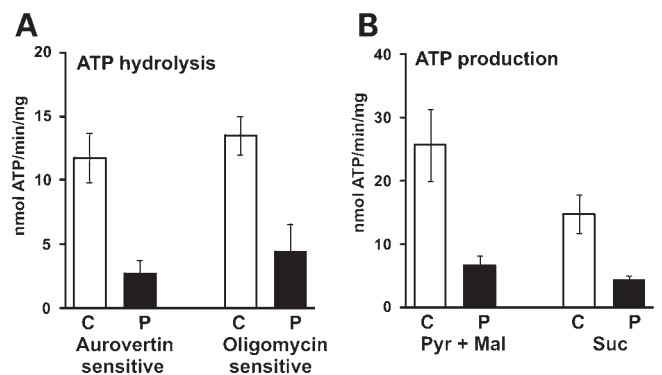 A
ATP hydrolysis
nmol ATP/min/mg
20
15
10
5
0
C P C P
Aurovertin Oligomycin
sensitive sensitive
B
ATP production
nmol ATP/min/mg
40
30
20
10
0
C P C P
Pyr + Mal Suc